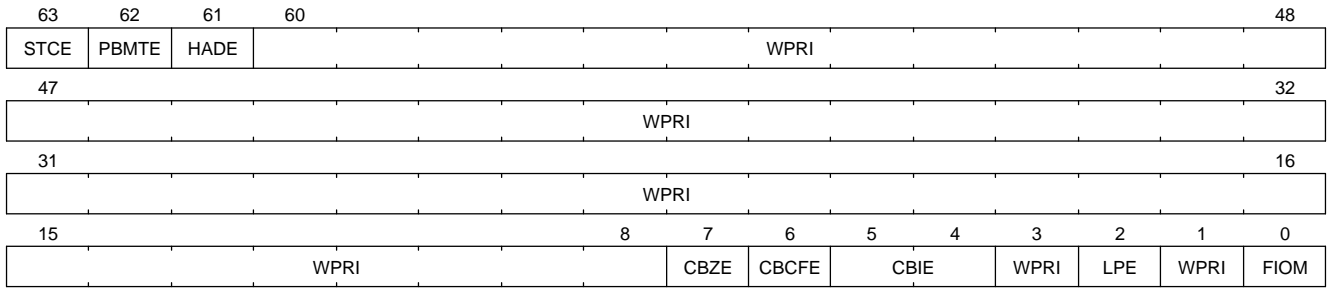 63 62 61 60 48
STCE PBMTE HADE WPRI
47 32
WPRI
31 16
WPRI
15 8 7 6 5 4 3 2 1 0
WPRI CBZE CBCFE CBIE WPRI LPE WPRI FIOM